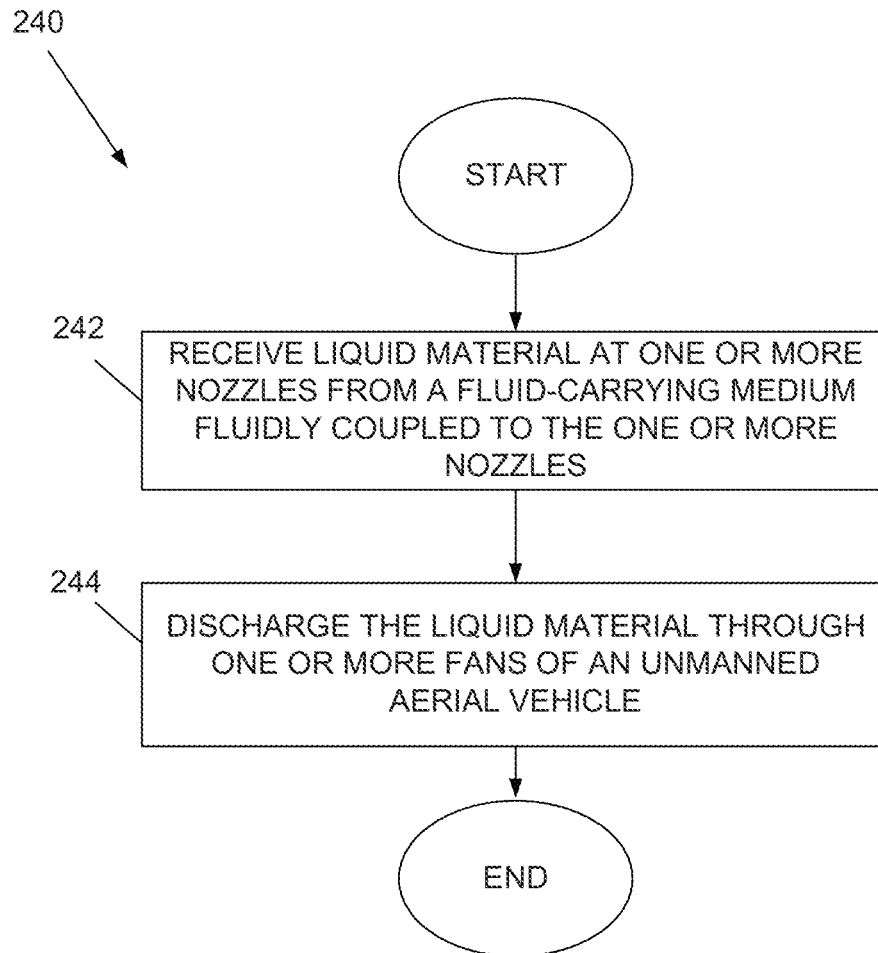 240
START
242
RECEIVE LIQUID MATERIAL AT ONE OR MORE
NOZZLES FROM A FLUID-CARRYING MEDIUM
FLUIDLY COUPLED TO THE ONE OR MORE
NOZZLES
244
DISCHARGE THE LIQUID MATERIAL THROUGH
ONE OR MORE FANS OF AN UNMANNED
AERIAL VEHICLE
END